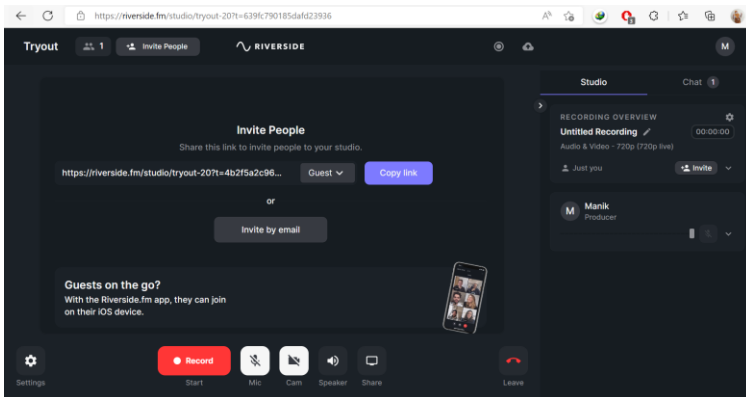 https://riverside.fm/studio/tryout-20?t=639fc790185dafd23936
Tryout
1
Invite People
RIVERSIDE
M
Invite People
Share this link to invite people to your studio.
https://riverside.fm/studio/tryout-20?t=4b2f5a2c96...
Guest
Copy link
or
Invite by email
Guests on the go?
With the Riverside.fm app, they can join
on their iOS device.
Studio
Chat 1
RECORDING OVERVIEW
Untitled Recording
00:00:00
Audio & Video - 720p (720p live)
Just you
Invite
M
Manik
Producer
Settings
Record
Start
Mic
Cam
Speaker
Share
Leave